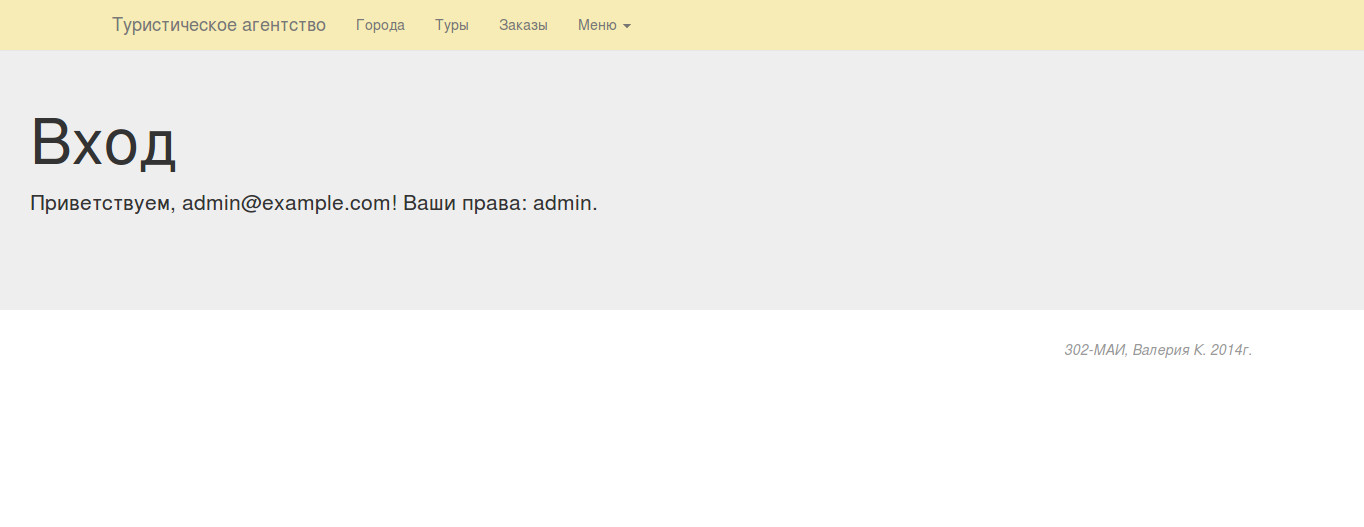 Туристическое агентство Города Туры Заказы Меню
Вход
Приветствуем, admin@example.com! Ваши права: admin.
302-МАИ, Валерия К. 2014г.